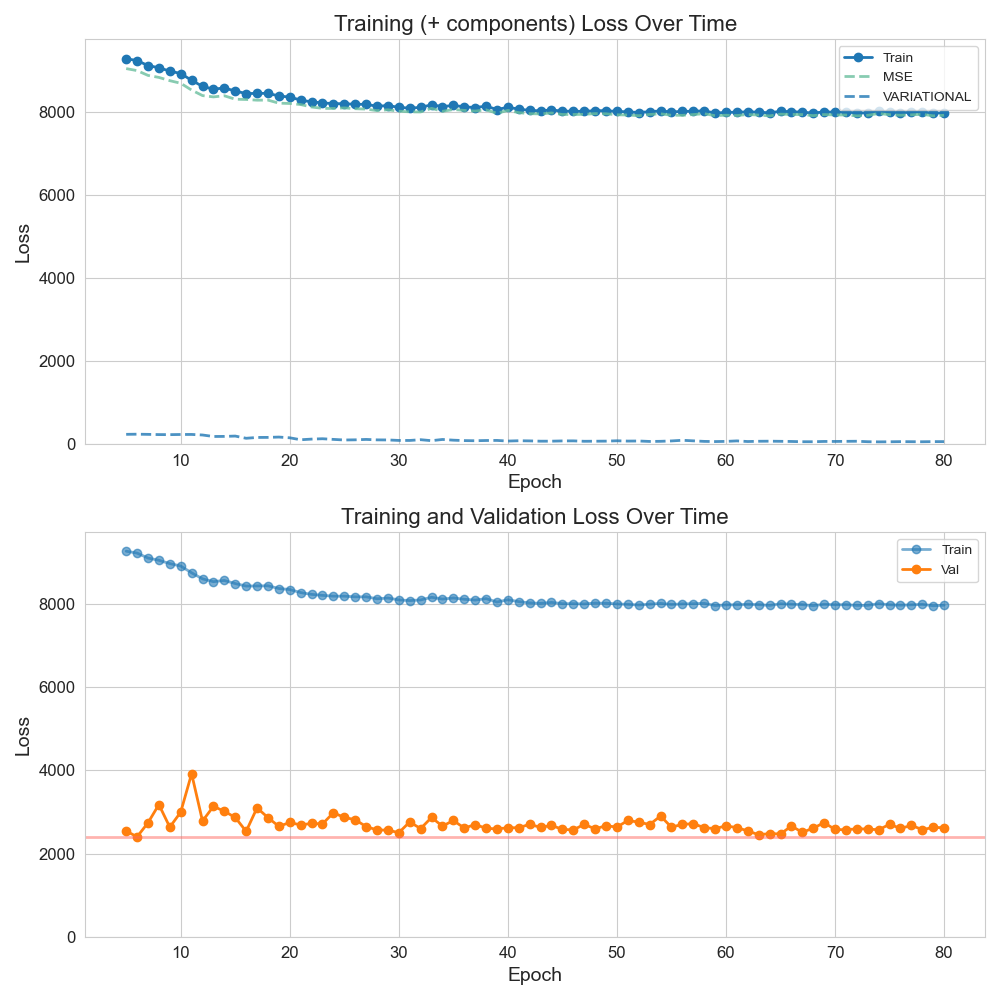 Training (+ components) Loss Over Time
Loss
8000
6000
4000
2000
0
Train
MSE
VARIATIONAL
10 20 30 40 50 60 70 80
Epoch
Training and Validation Loss Over Time
Loss
8000
6000
4000
2000
0
Train
Val
10 20 30 40 50 60 70 80
Epoch